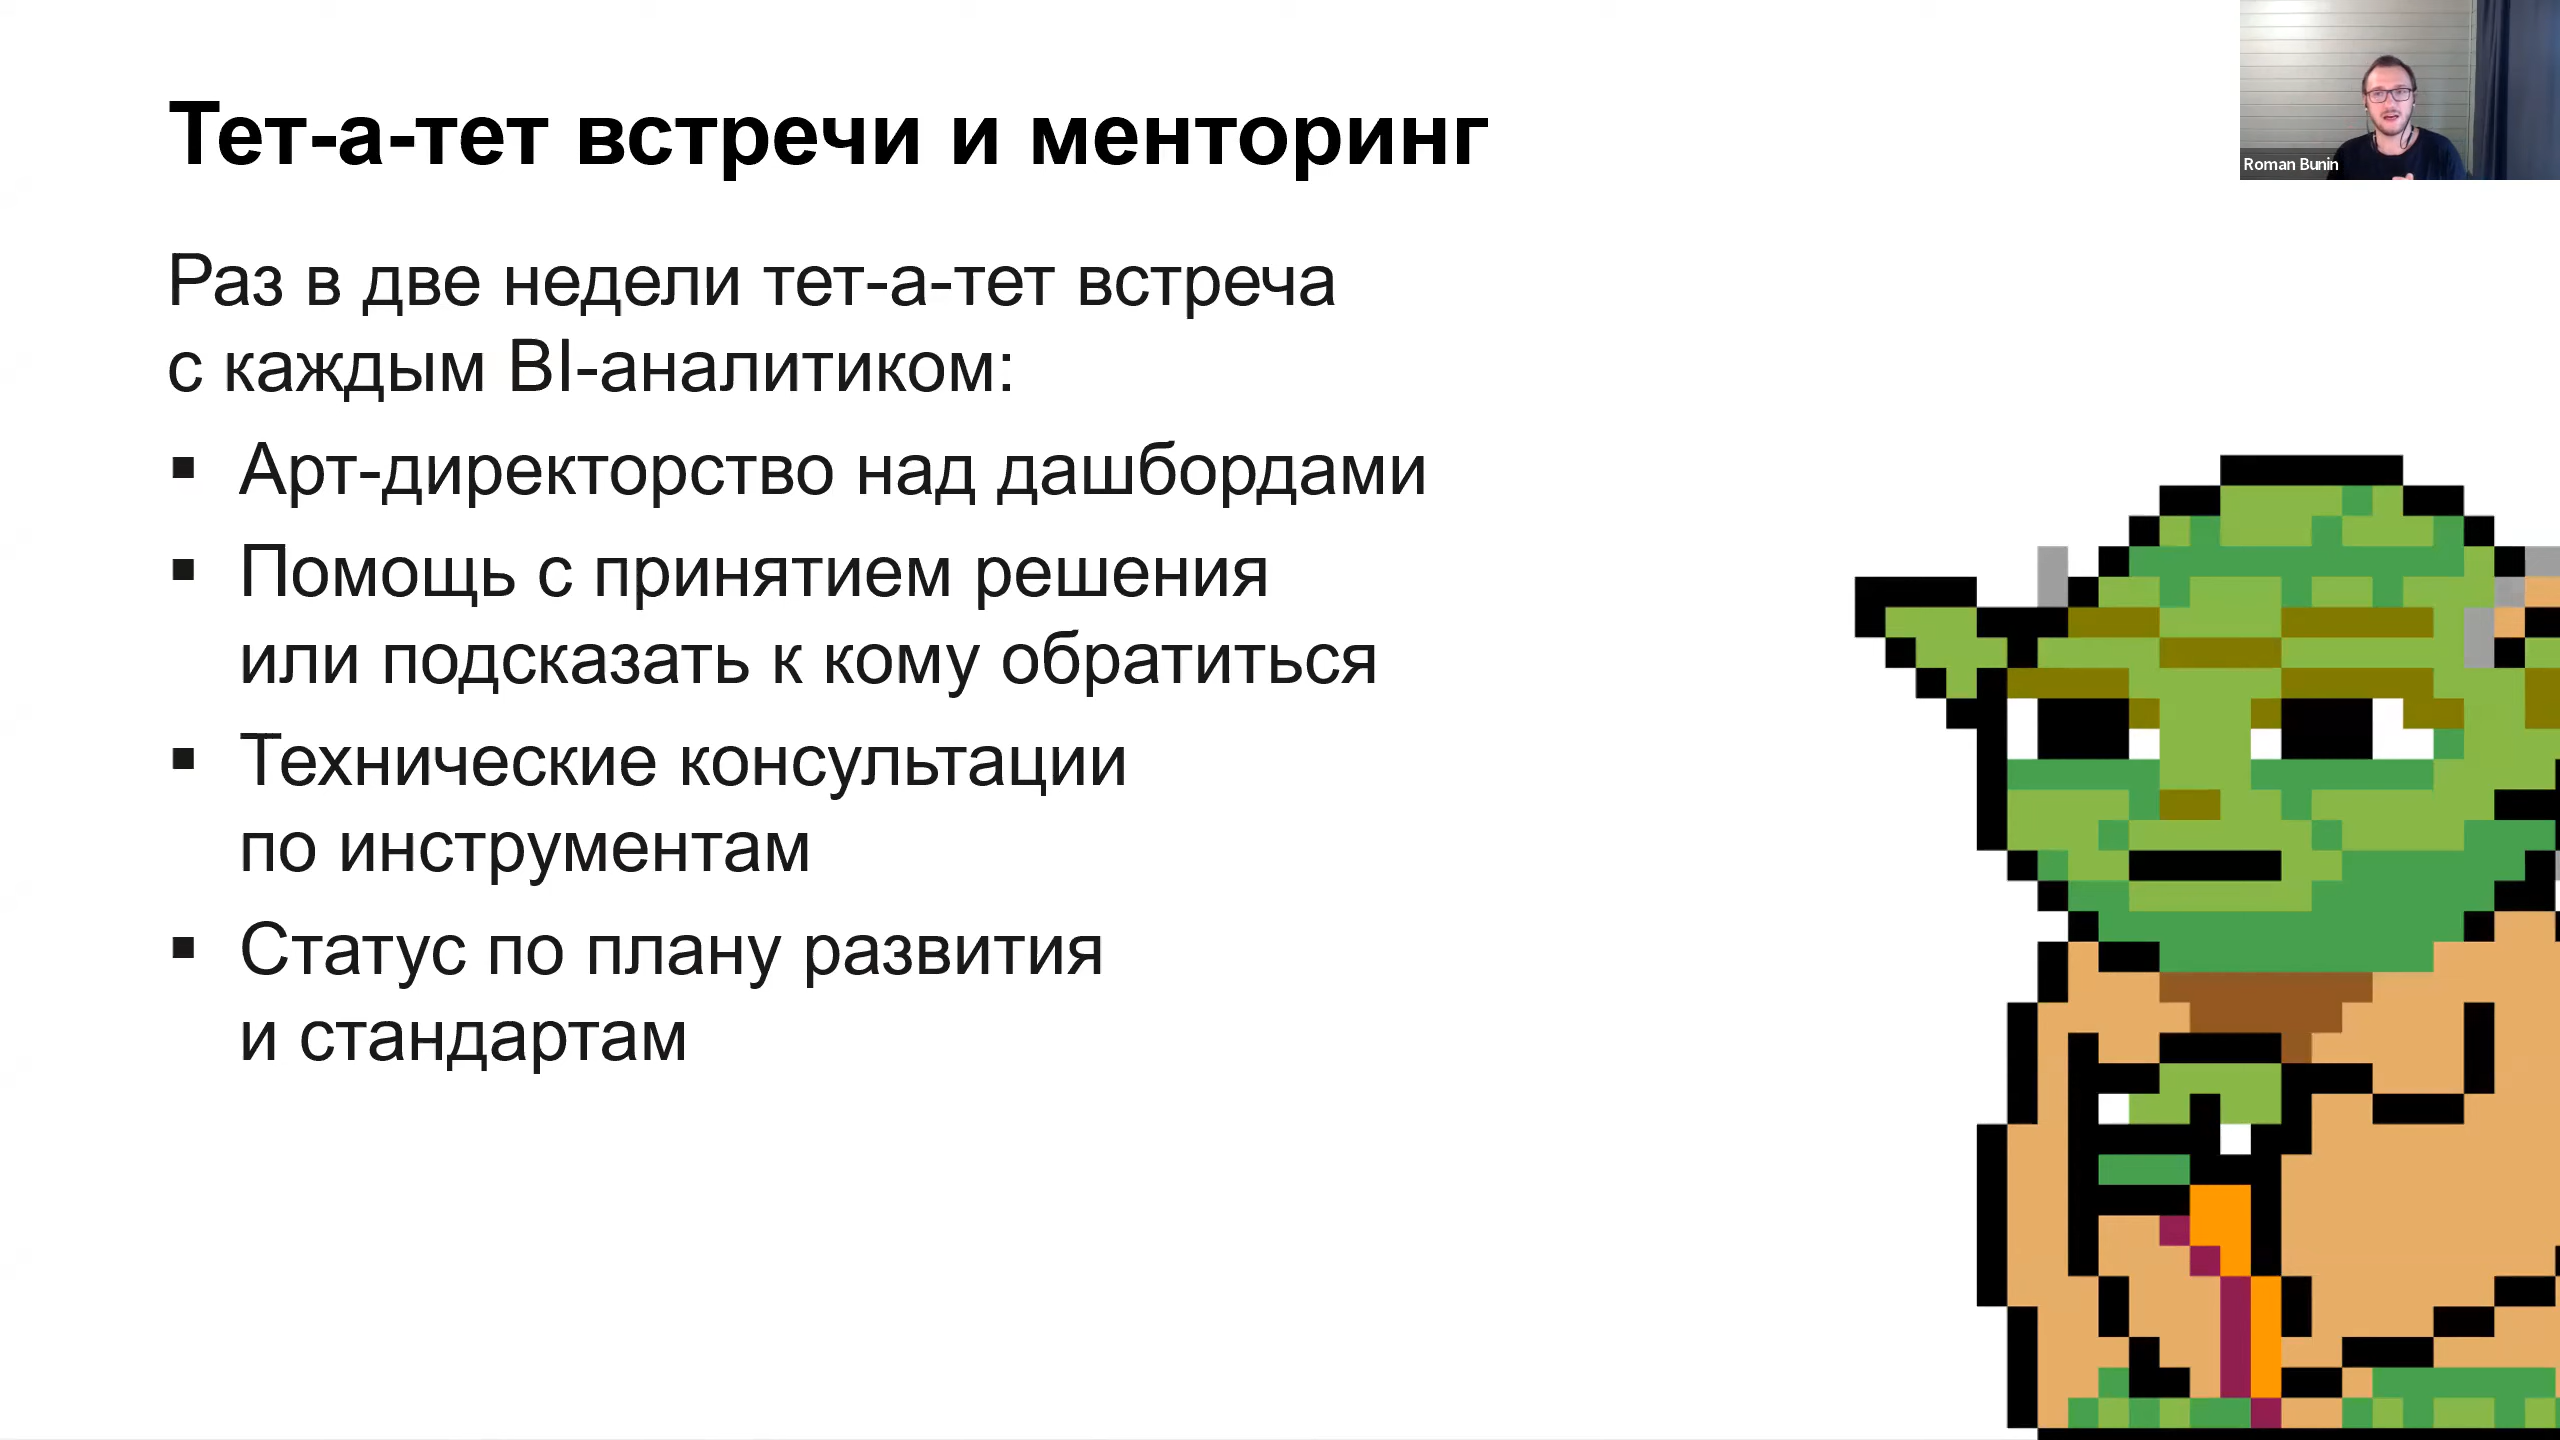 Тет-а-тет встречи и менторинг
Roman Bunin
Раз в две недели тет-а-тет встреча
с каждым BI-аналитиком:
▪ Арт-директорство над дашбордами
▪ Помощь с принятием решения
или подсказать к кому обратиться
▪ Технические консультации
по инструментам
▪ Статус по плану развития
и стандартам